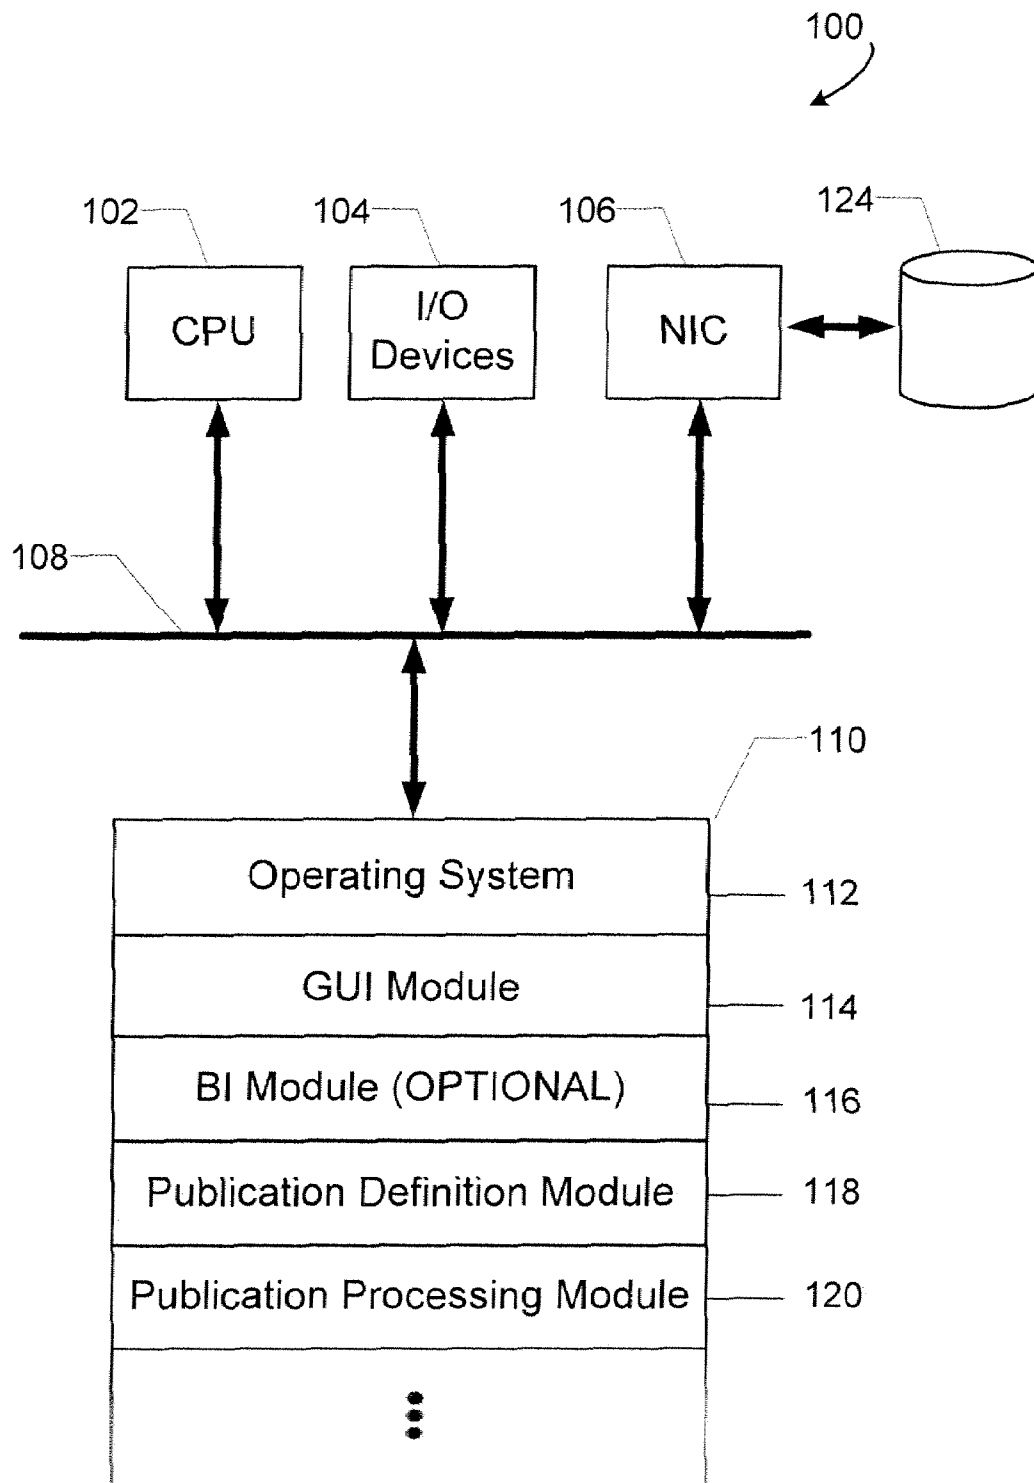 100
102
104
106
124
CPU
I/O
Devices
NIC
108
110
Operating System
112
GUI Module
114
BI Module (OPTIONAL)
116
Publication Definition Module
118
Publication Processing Module
120